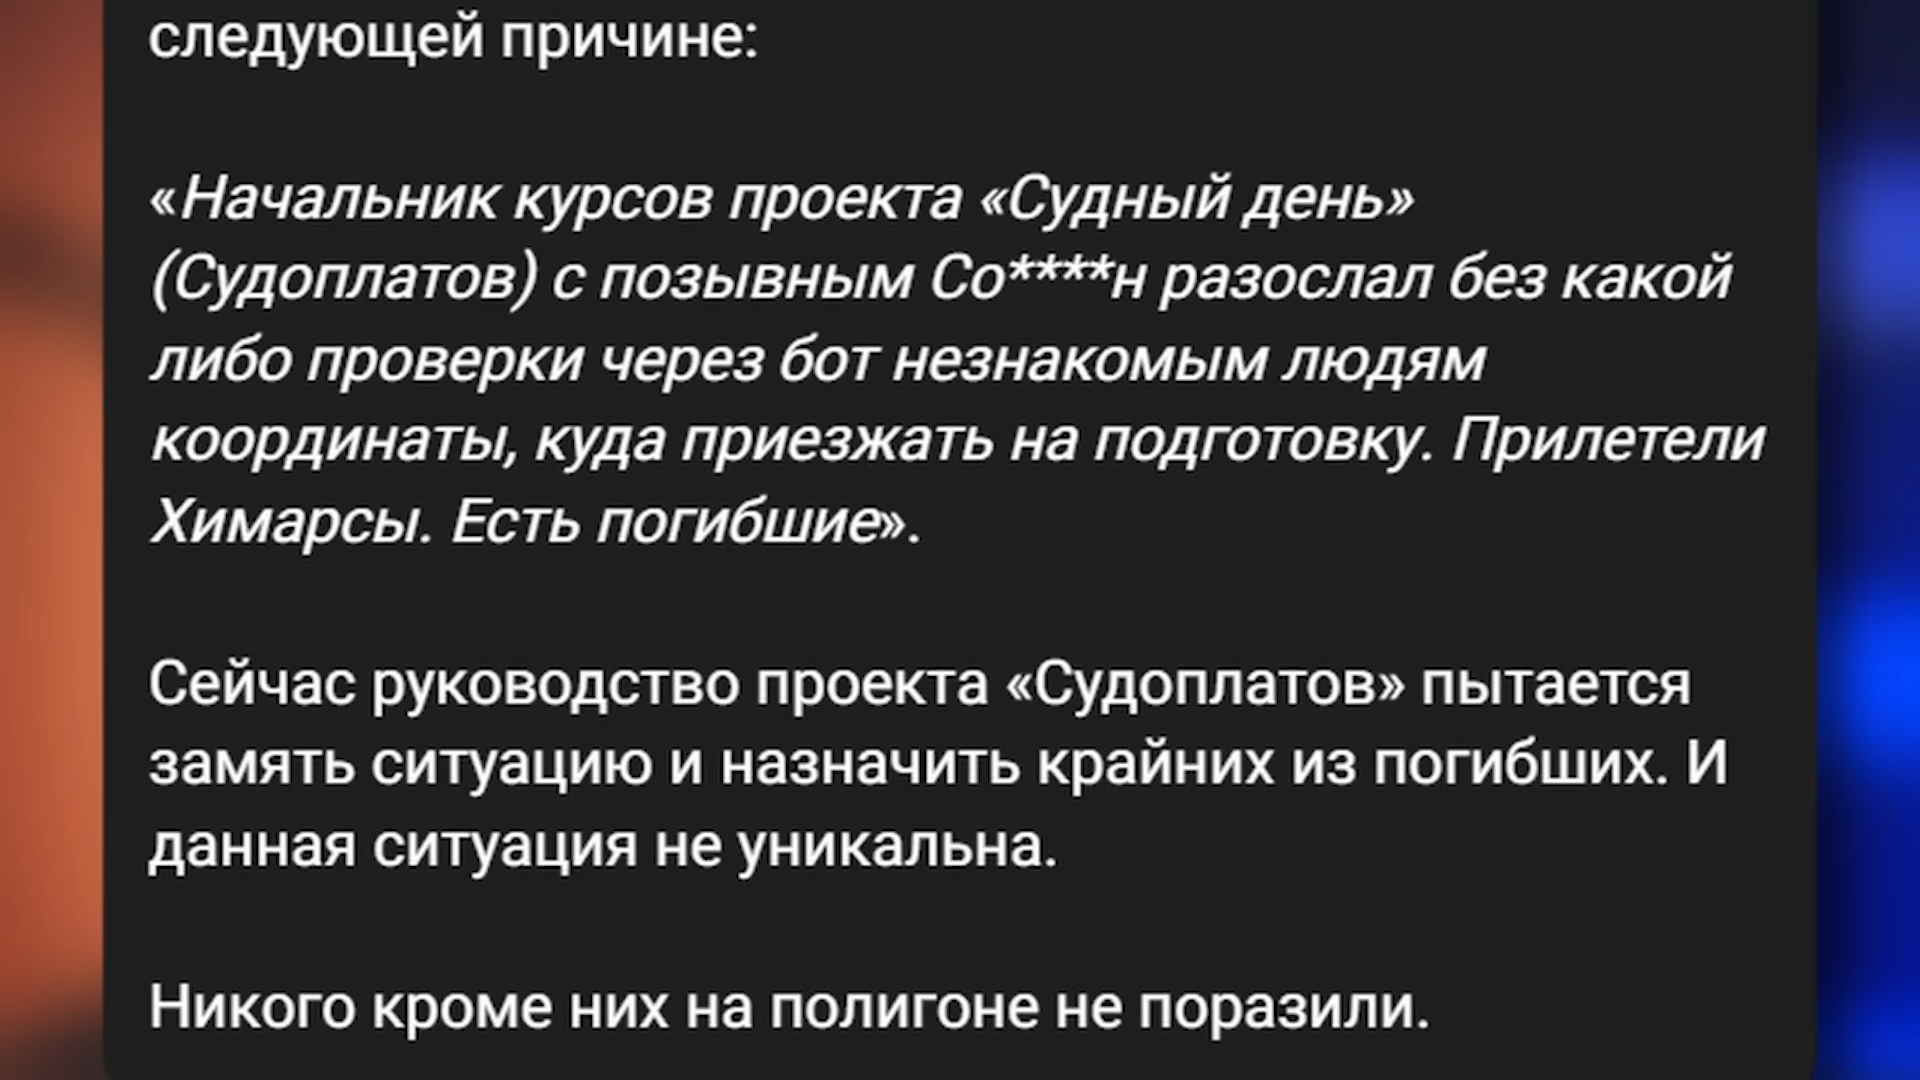 следующей причине:
«Начальник курсов проекта «Судный день»
(Судоплатов) с позывным Со****н разослал без какой
либо проверки через бот незнакомым людям
координаты, куда приезжать на подготовку. Прилетели
Химарсы. Есть погибшие».
Сейчас руководство проекта «Судоплатов» пытается
замять ситуацию и назначить крайних из погибших. И
данная ситуация не уникальна.
Никого кроме них на полигоне не поразили.